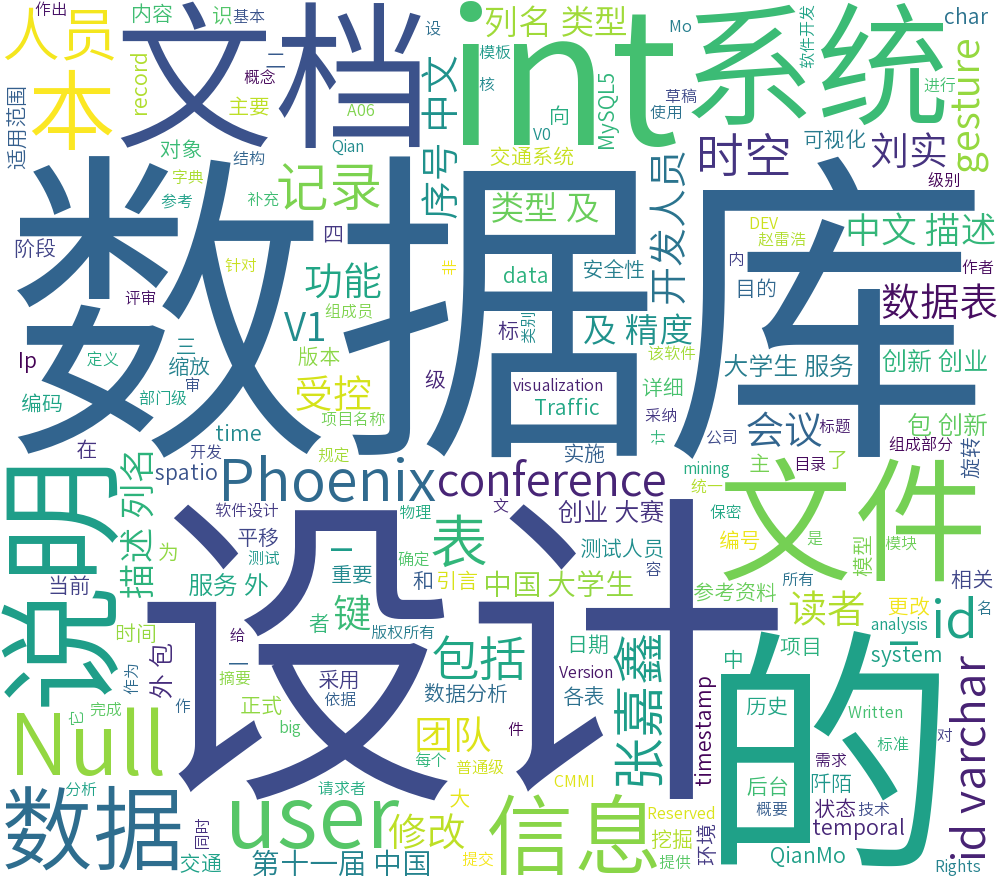 作出
内容
识
基本
人员
本
文档
int
系统
列名 类型
设
模板
核
Mo
软件开发
char
record
主要
二
概念
A06
Qian
适用范围
中文
序号
向
V0
MySQL5
草稿
使用
进行
gesture
时空
可视化
刘实
级别
对象
结构
字典
参考
补充
记录
交通系统
类型 及
开发人员
DEV
赵雷浩
中文 描述
数据库
阶段
四
针对
评审
功能
组成员
非
data
安全性
内
目的
作者
数据表
Ip
定义
三
缩放
审
V1
版本
标
类别
及 精度
该软件
大学生 服务
创新 创业
编码
部门级
受控
项目名称
级
visualization
Traffic
详细
采纳
卡
公司
会议
标题
包 创新
在
开发
time
规定
实施
主
目录
了
组成部分
旋转
spatio
Phoenix
conference
mining
统一
说明
描述 列名
软件设计
平移
测试
一
物理
确定
表
文
创业 大赛
测试人员
容
保密
编号
是
模型
模块
文件
设计
的
当前
为
服务 外
重要
和
引言
中国 大学生
参考资料
所有
相关
时间
外 包
给
者
键
版权所有
包括
日期
张嘉鑫
读者
更改
analysis
名
id
作为
一
摘要
采用
依据
数据分析
Version
各表
中
项目
system
Null
它
完成
作
正式
big
团队
件
每个
普通级
timestamp
历史
Written
标准
对
id varchar
分析
请求者
CMMI
后台
阡陌
需求
数据
同时
user
修改
大
信息
Reserved
挖掘
提供
环境
概要
状态
技术
temporal
交通
第十一届 中国
提交
QianMo
Rights